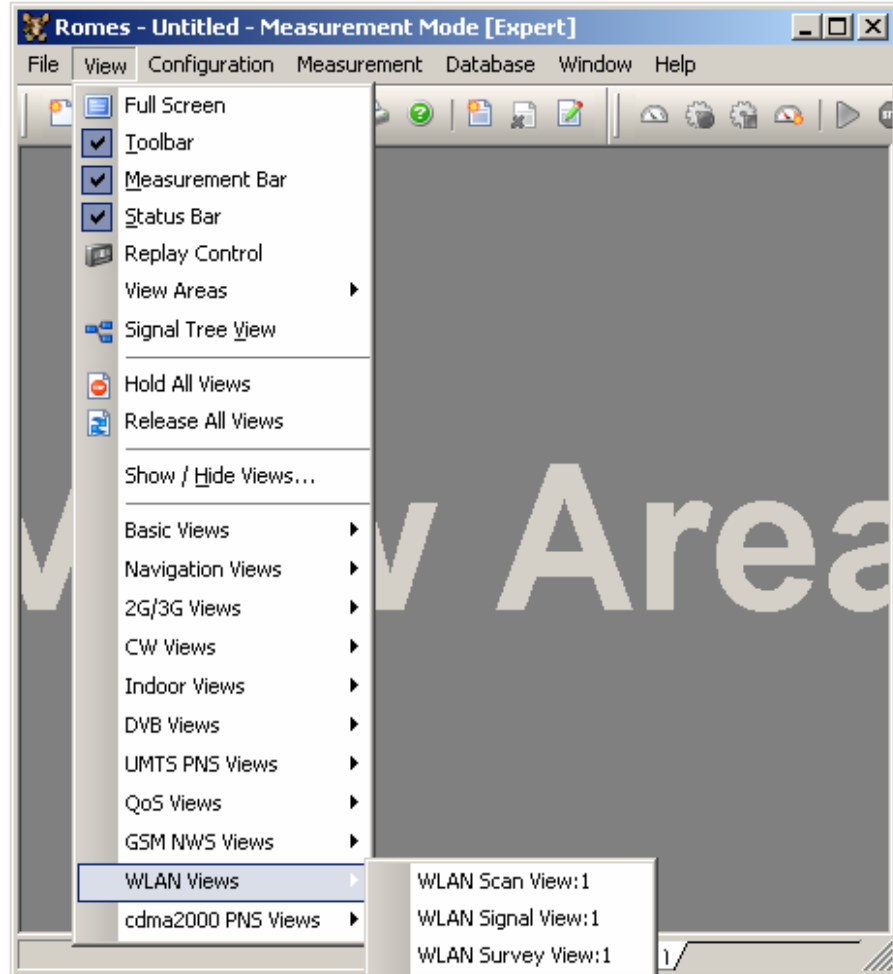 Romes - Untitled - Measurement Mode [Expert]
File View Configuration Measurement Database Window Help
Full Screen
Toolbar
Measurement Bar
Status Bar
Replay Control
View Areas
Signal Tree View
Hold All Views
Release All Views
Show / Hide Views...
Basic Views
Navigation Views
2G/3G Views
CW Views
Indoor Views
DVB Views
UMTS PNS Views
QoS Views
GSM NWS Views
WLAN Views
cdma2000 PNS Views
WLAN Scan View:1
WLAN Signal View:1
WLAN Survey View:1
Area
1